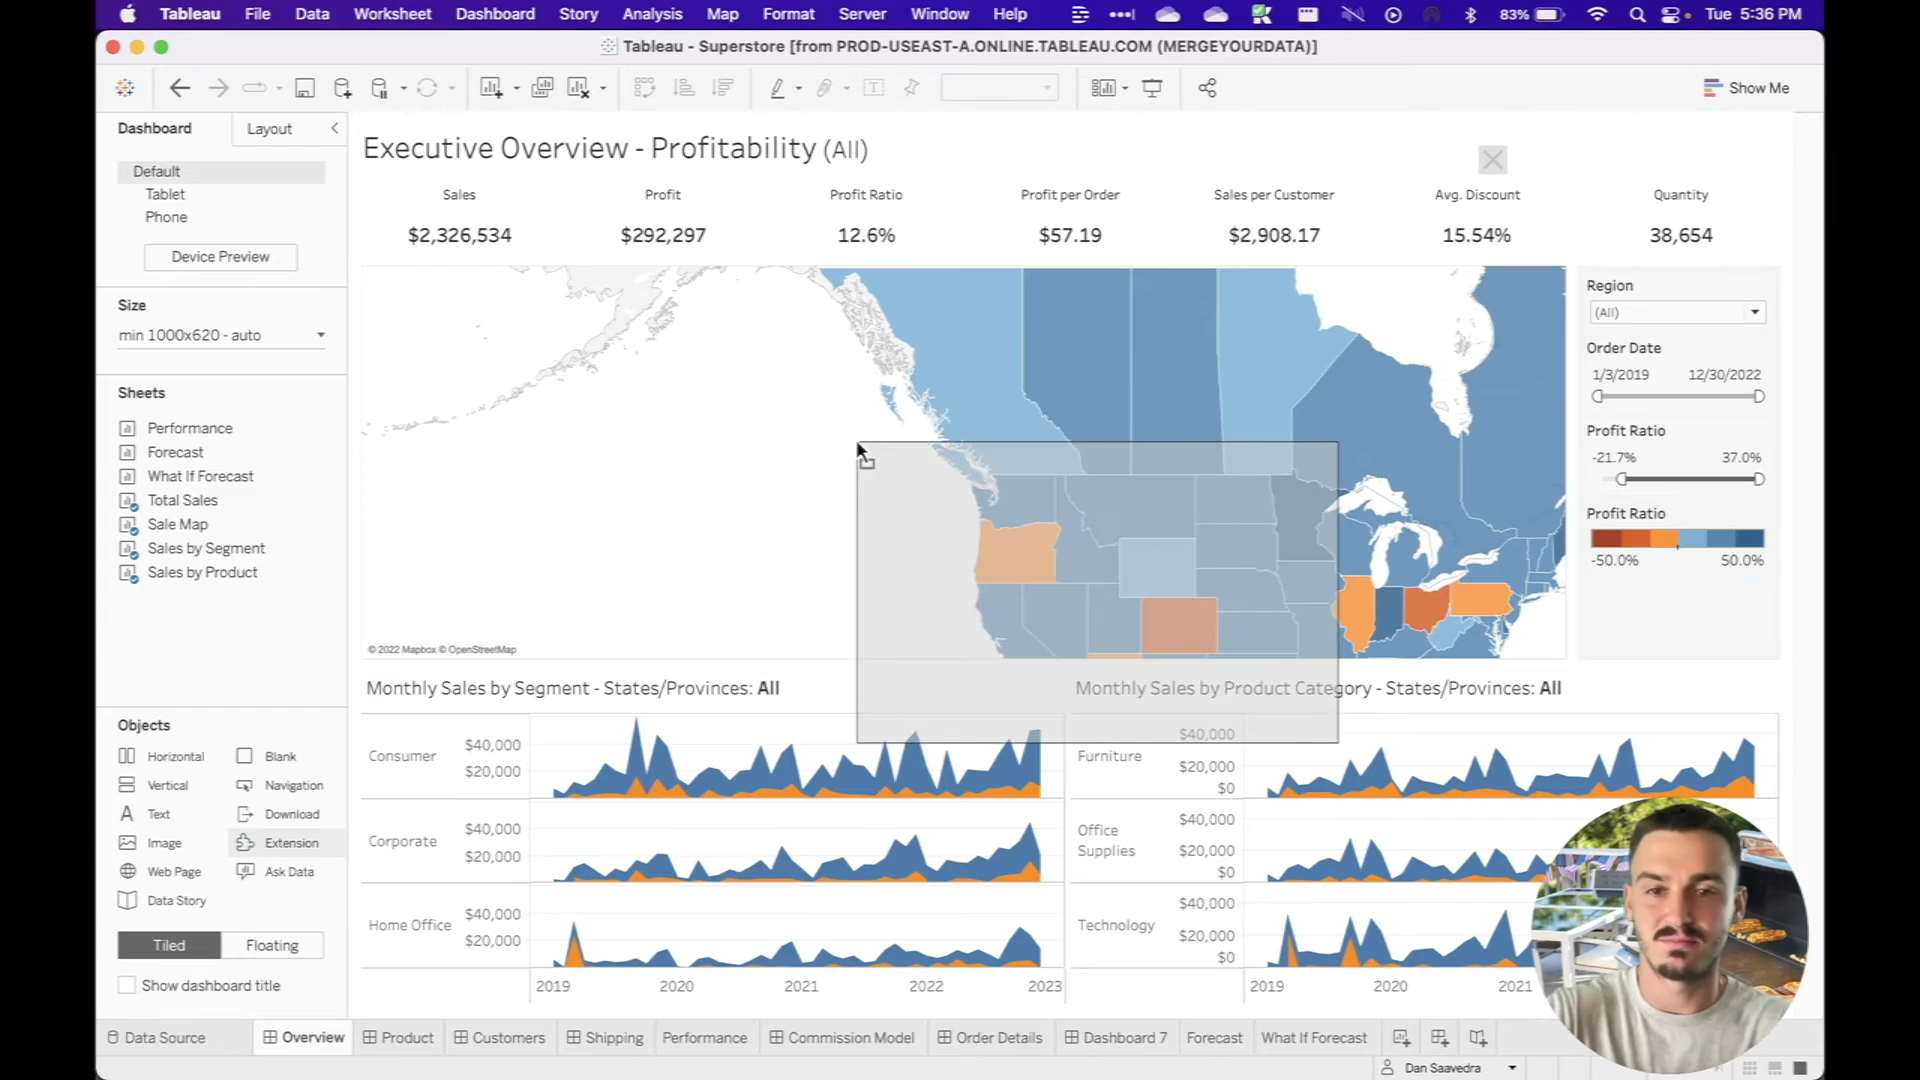 Tableau File Data Worksheet Dashboard Story Analysis Map Format Server Window Help 83% Tue 5:36 PM
Tableau - Superstore [from PROD-USEAST-A.ONLINE.TABLEAU.COM (MERGEYOURDATA)]
Show Me
Dashboard Layout
Default
Tablet
Phone
Device Preview
Size
min 1000x620 - auto
Sheets
Performance
Forecast
What If Forecast
Total Sales
Sale Map
Sales by Segment
Sales by Product
Objects
Horizontal Blank
Vertical Navigation
Text Download
Image Extension
Web Page Ask Data
Data Story
Tiled Floating
Show dashboard title
Executive Overview - Profitability (All)
Sales Profit Profit Ratio Profit per Order Sales per Customer Avg. Discount Quantity
$2,326,534 $292,297 12.6% $57.19 $2,908.17 15.54% 38,654
© 2022 Mapbox © OpenStreetMap
Region
(All)
Order Date
1/3/2019 12/30/2022
Profit Ratio
-21.7% 37.0%
Profit Ratio
-50.0% 50.0%
Monthly Sales by Segment - States/Provinces: All
Consumer
$40,000
$20,000
Corporate
$40,000
$20,000
Home Office
$40,000
$20,000
2019 2020 2021 2022 2023
Monthly Sales by Product Category - States/Provinces: All
Furniture
$40,000
$20,000
$0
Office
Supplies
$40,000
$20,000
$0
Technology
$40,000
$20,000
$0
2019 2020 2021
Data Source Overview Product Customers Shipping Performance Commission Model Order Details Dashboard 7 Forecast What If Forecast
Dan Saavedra